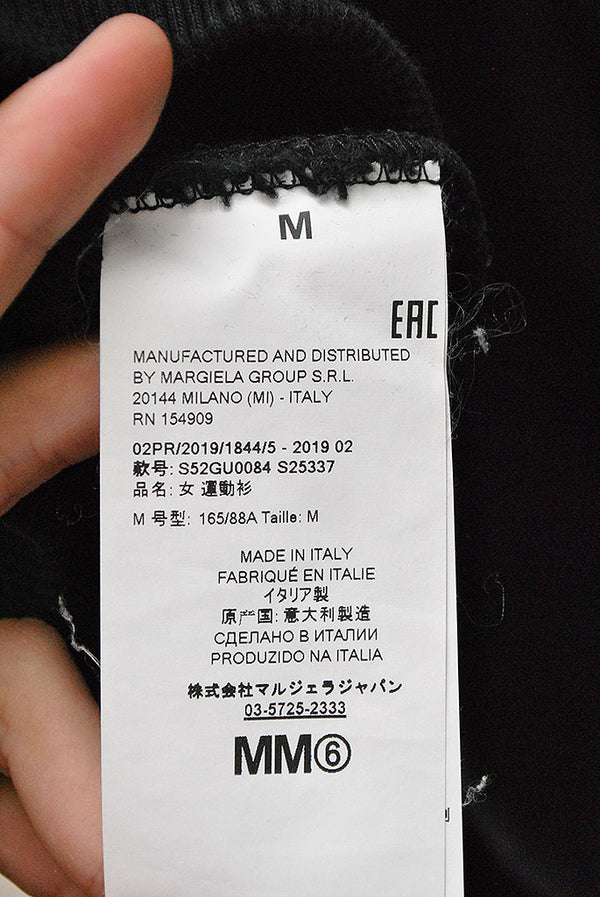 M
EAC
MANUFACTURED AND DISTRIBUTED
BY MARGIELA GROUP S.R.L.
20144 MILANO (MI) - ITALY
RN 154909
02PR/2019/1844/5 - 2019 02
款号: S52GU0084 S25337
品名: 女 運動衫
M 号型: 165/88A Taille: M
MADE IN ITALY
FABRIQUÉ EN ITALIE
イタリア製
原产国: 意大利製造
СДЕЛАНО В ИТАЛИИ
PRODUZIDO NA ITALIA
株式会社マルジェラジャパン
03-5725-2333
MM⑥